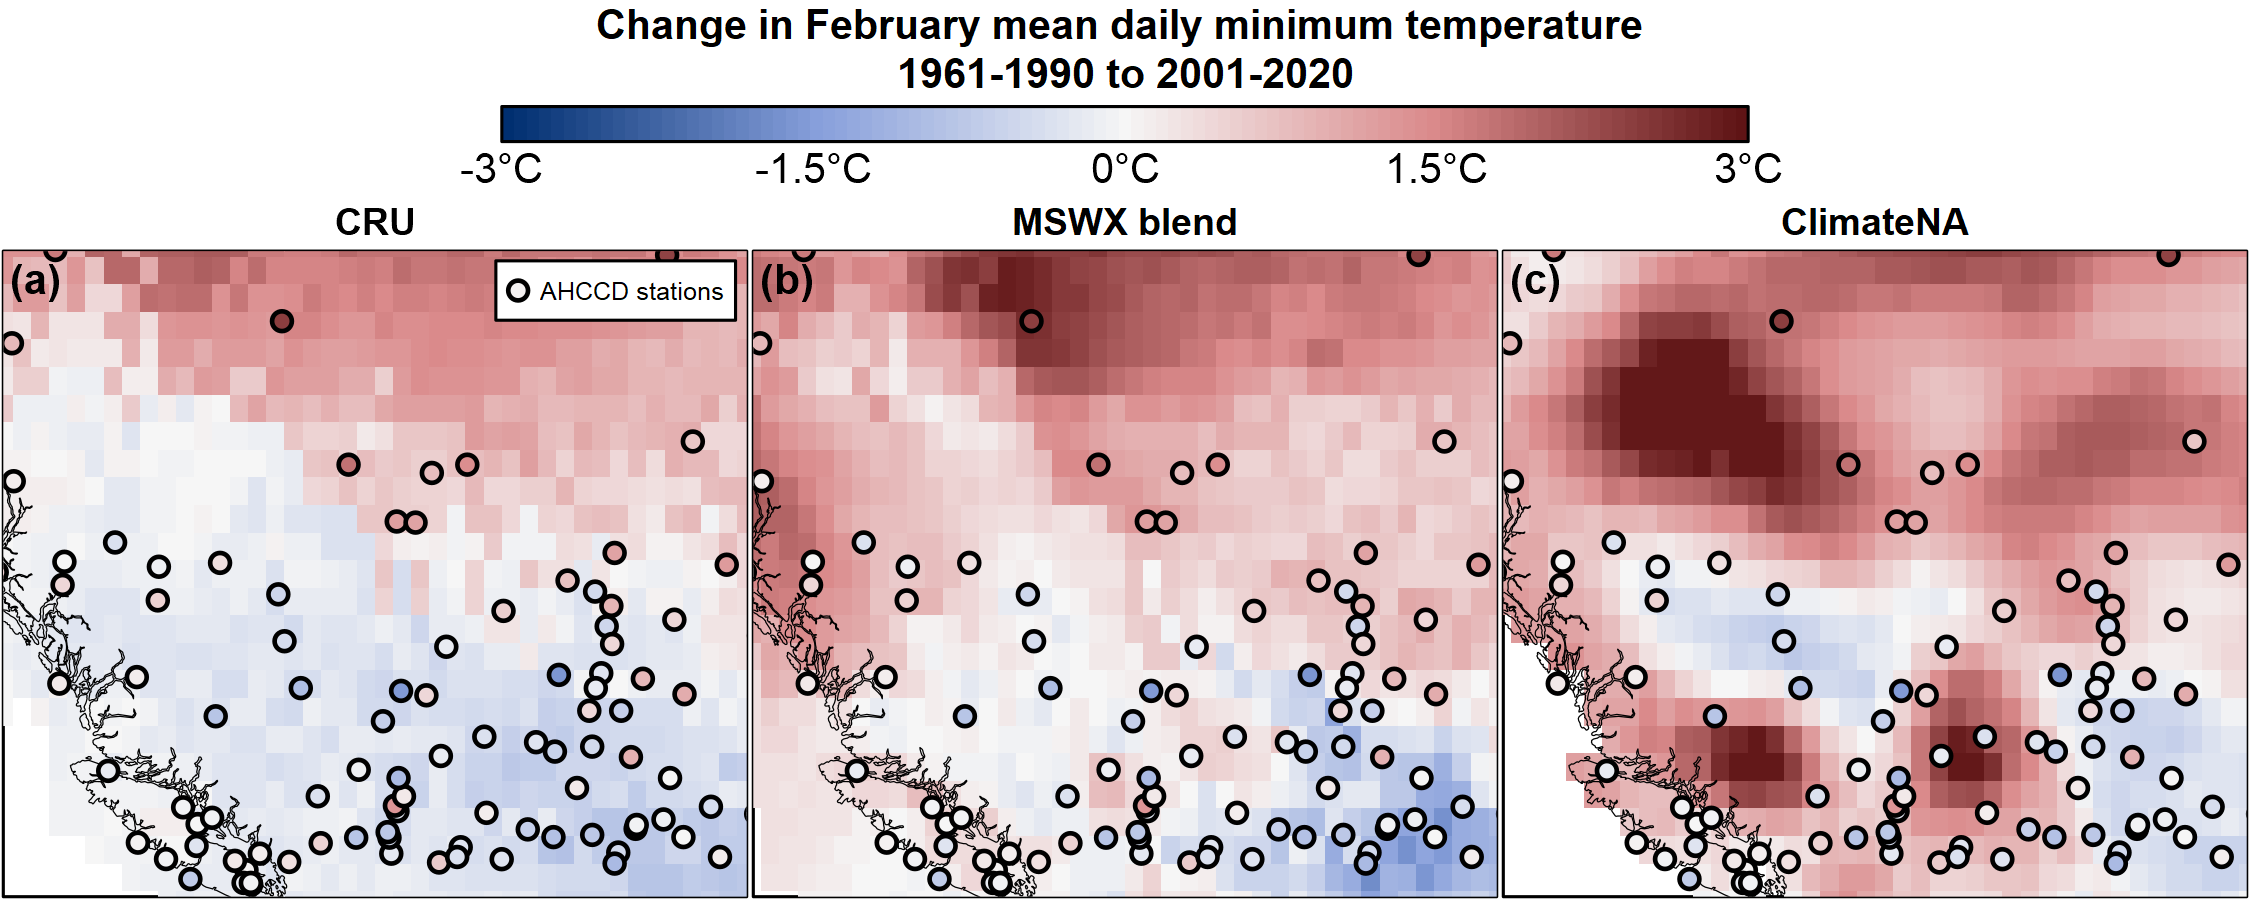 Change in February mean daily minimum temperature
1961-1990 to 2001-2020
-3°C -1.5°C 0°C 1.5°C 3°C
CRU MSWX blend ClimateNA
(a) AHCCD stations (b) (c)